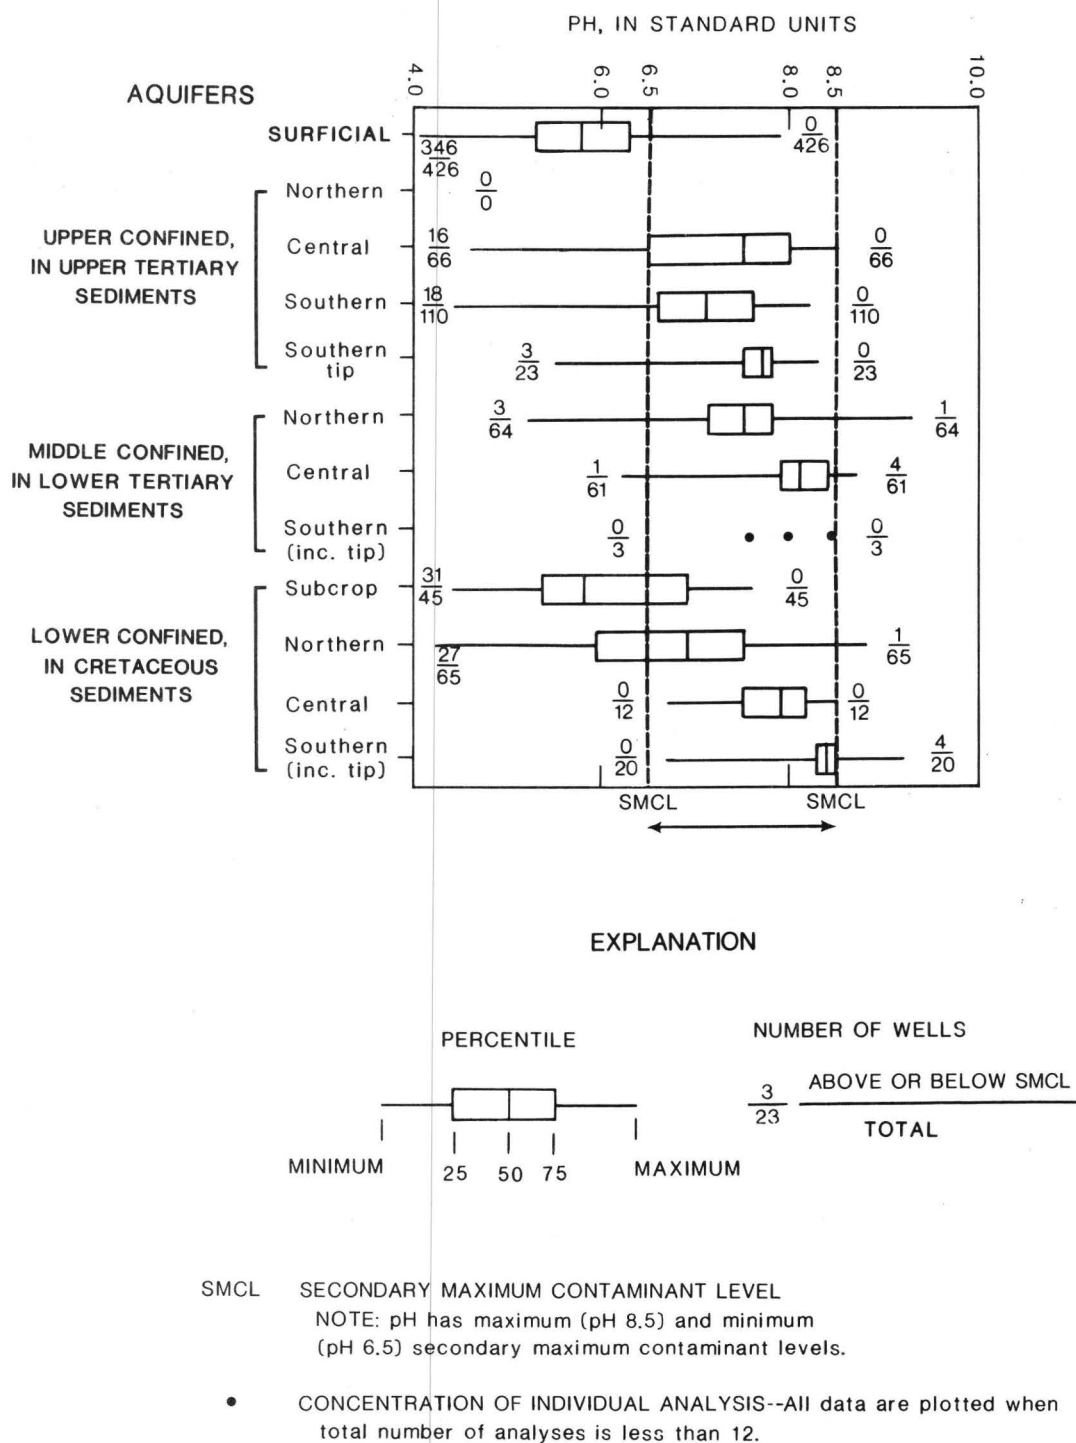 PH, IN STANDARD UNITS
4.0 6.0 6.5 8.0 8.5 10.0
AQUIFERS
SURFICIAL
346/426 0/426
Northern 0/0
UPPER CONFINED,
IN UPPER TERTIARY
SEDIMENTS
Central 16/66 0/66
Southern 18/110 0/110
Southern
tip 3/23 0/23
Northern 3/64 1/64
MIDDLE CONFINED,
IN LOWER TERTIARY
SEDIMENTS
Central 1/61 4/61
Southern
(inc. tip) 0/3 0/3
Subcrop 31/45 0/45
LOWER CONFINED,
IN CRETACEOUS
SEDIMENTS
Northern 27/65 1/65
Central 0/12 0/12
Southern
(inc. tip) 0/20 4/20
SMCL SMCL
EXPLANATION
PERCENTILE
MINIMUM 25 50 75 MAXIMUM
NUMBER OF WELLS
3/23 ABOVE OR BELOW SMCL
TOTAL
SMCL SECONDARY MAXIMUM CONTAMINANT LEVEL
NOTE: pH has maximum (pH 8.5) and minimum
(pH 6.5) secondary maximum contaminant levels.
• CONCENTRATION OF INDIVIDUAL ANALYSIS--All data are plotted when
total number of analyses is less than 12.